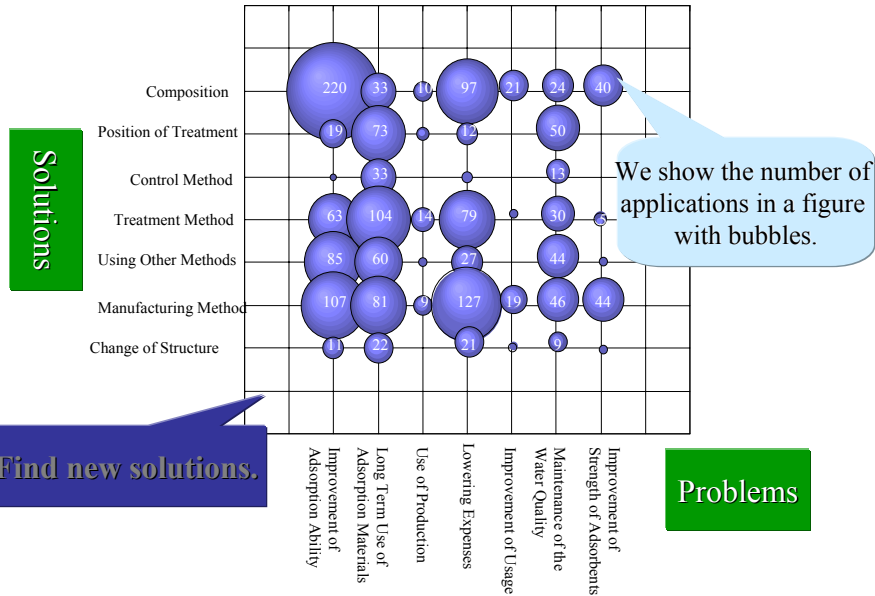 Solutions
Composition
220 33 10 97 21 24 40
Position of Treatment
19 73 12 50
Control Method
33 13
Treatment Method
63 104 14 79 30 5
Using Other Methods
85 60 27 44
Manufacturing Method
107 81 9 127 19 46 44
Change of Structure
11 22 21 9
We show the number of
applications in a figure
with bubbles.
Find new solutions.
Improvement of
Adsorption Ability
Long Term Use of
Adsorption Materials
Use of Production
Lowering Expenses
Improvement of Usage
Maintenance of the
Water Quality
Improvement of
Strength of Adsorbents
Problems